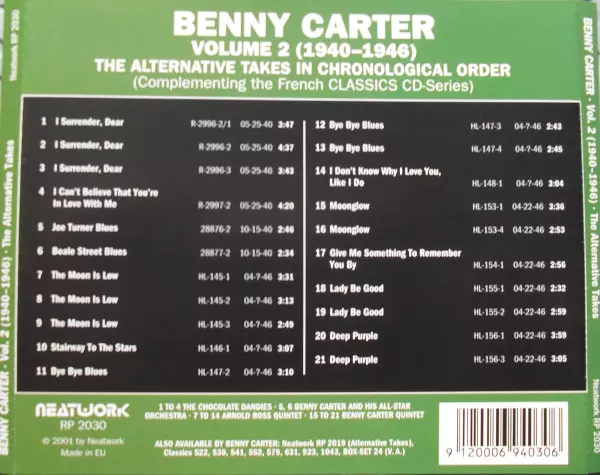 Neatwork RP 2030
BENNY CARTER · Vol. 2 (1940–1946) · The Alternative Takes
BENNY CARTER
VOLUME 2 (1940–1946)
THE ALTERNATIVE TAKES IN CHRONOLOGICAL ORDER
(Complementing the French CLASSICS CD-Series)
1 I Surrender, Dear R-2996-2/1 05-25-40 3:47
2 I Surrender, Dear R-2996-2 05-25-40 4:37
3 I Surrender, Dear R-2996-3 05-25-40 3:43
4 I Can't Believe That You're
In Love With Me R-2997-2 05-25-40 4:20
5 Joe Turner Blues 28876-2 10-15-40 2:46
6 Beale Street Blues 28877-2 10-15-40 2:34
7 The Moon Is Low HL-145-1 04-?-46 3:31
8 The Moon Is Low HL-145-2 04-?-46 3:13
9 The Moon Is Low HL-145-3 04-?-46 2:49
10 Stairway To The Stars HL-146-1 04-?-46 3:07
11 Bye Bye Blues HL-147-2 04-?-46 3:10
12 Bye Bye Blues HL-147-3 04-?-46 2:43
13 Bye Bye Blues HL-147-4 04-?-46 2:45
14 I Don't Know Why I Love You,
Like I Do HL-148-1 04-?-46 3:04
15 Moonglow HL-153-1 04-22-46 3:36
16 Moonglow HL-153-4 04-22-46 2:53
17 Give Me Something To Remember
You By HL-154-1 04-22-46 2:56
18 Lady Be Good HL-155-1 04-22-46 2:32
19 Lady Be Good HL-155-2 04-22-46 2:59
20 Deep Purple HL-156-1 04-22-46 3:59
21 Deep Purple HL-156-3 04-22-46 3:05
NEATWORK
RP 2030
© 2001 by Neatwork
Made in EU
1 TO 4 THE CHOCOLATE DANDIES · 5, 6 BENNY CARTER AND HIS ALL-STAR
ORCHESTRA · 7 TO 14 ARNOLD ROSS QUINTET · 15 TO 21 BENNY CARTER QUINTET
ALSO AVAILABLE BY BENNY CARTER: Neatwork RP 2019 (Alternative Takes),
Classics 522, 530, 541, 552, 579, 631, 923, 1043, BOX-SET 24 (V.A.)
9 120006 940306
BENNY CARTER · Vol. 2 (1940–1946) · The Alternative Takes
Neatwork RP 2030